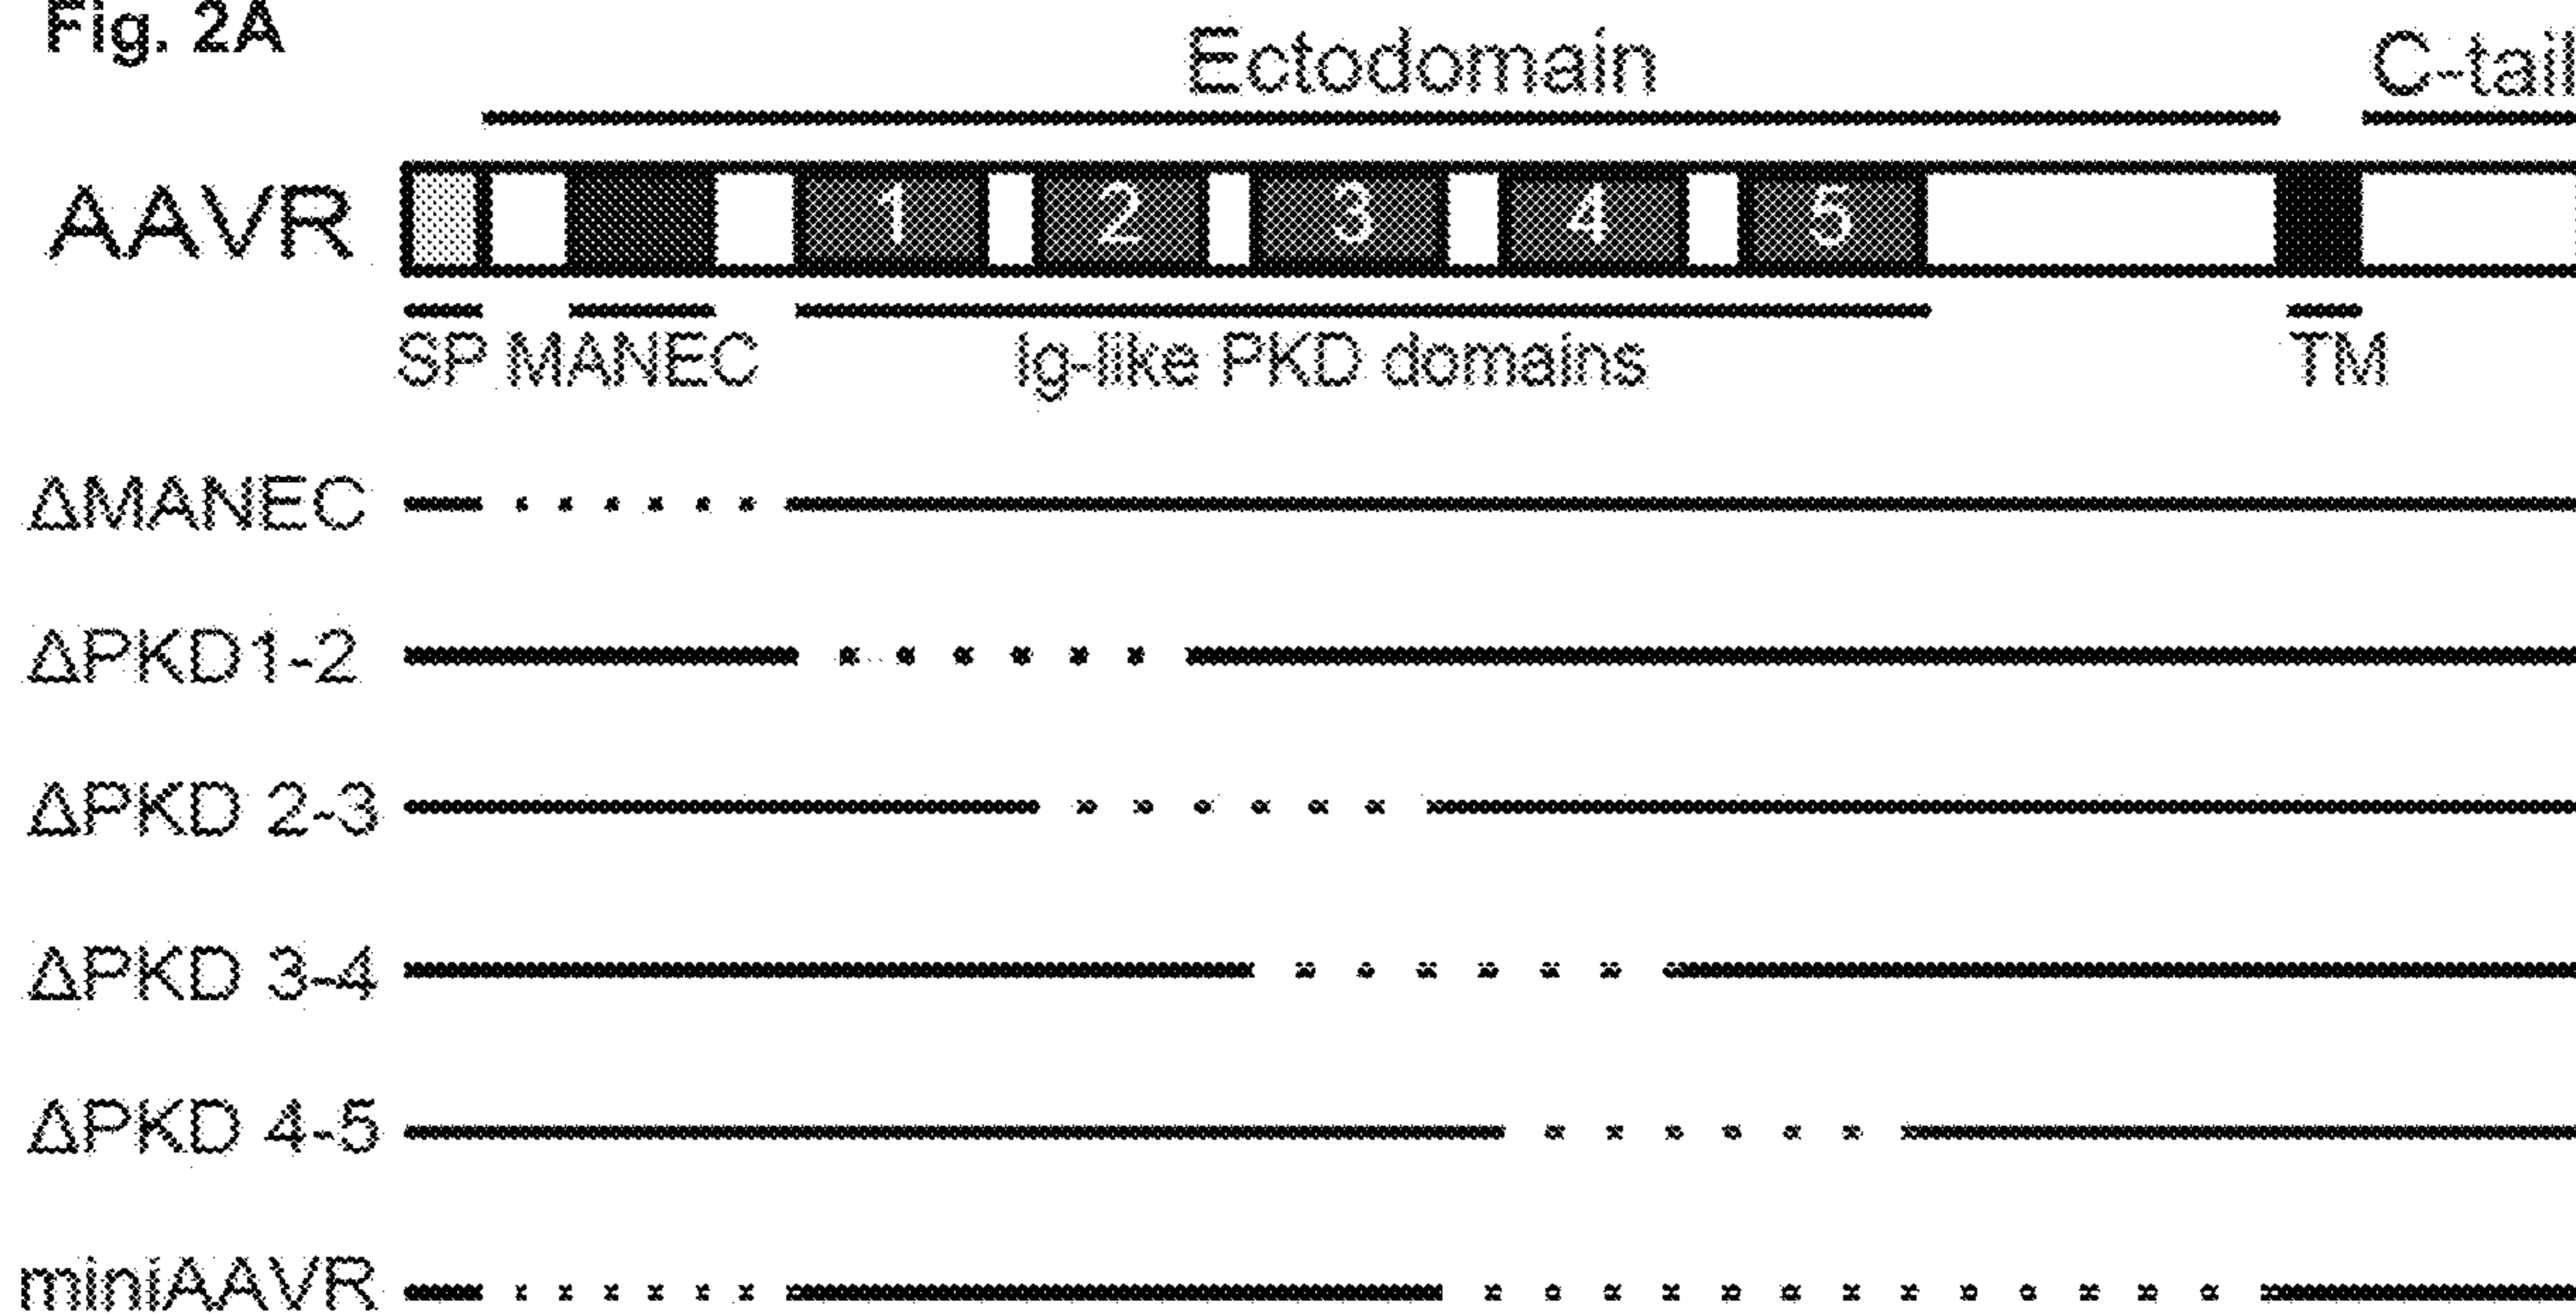 Fig. 2A
Ectodomain C-tail
AAVR 1 2 3 4 5
SP MANEC Ig-like PKD domains TM
ΔMANEC
ΔPKD1-2
ΔPKD 2-3
ΔPKD 3-4
ΔPKD 4-5
miniAAVR